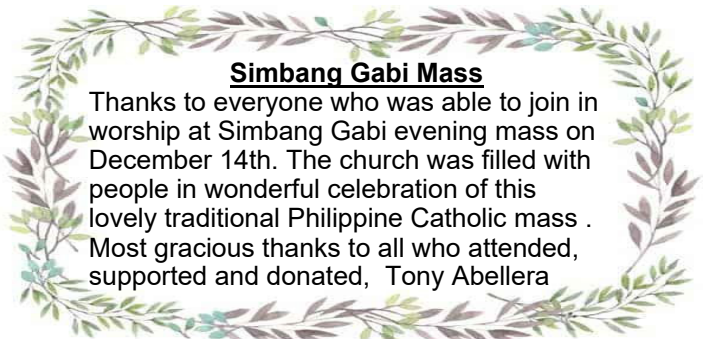 Simbang Gabi Mass
Thanks to everyone who was able to join in
worship at Simbang Gabi evening mass on
December 14th. The church was filled with
people in wonderful celebration of this
lovely traditional Philippine Catholic mass .
Most gracious thanks to all who attended,
supported and donated,  Tony Abellera